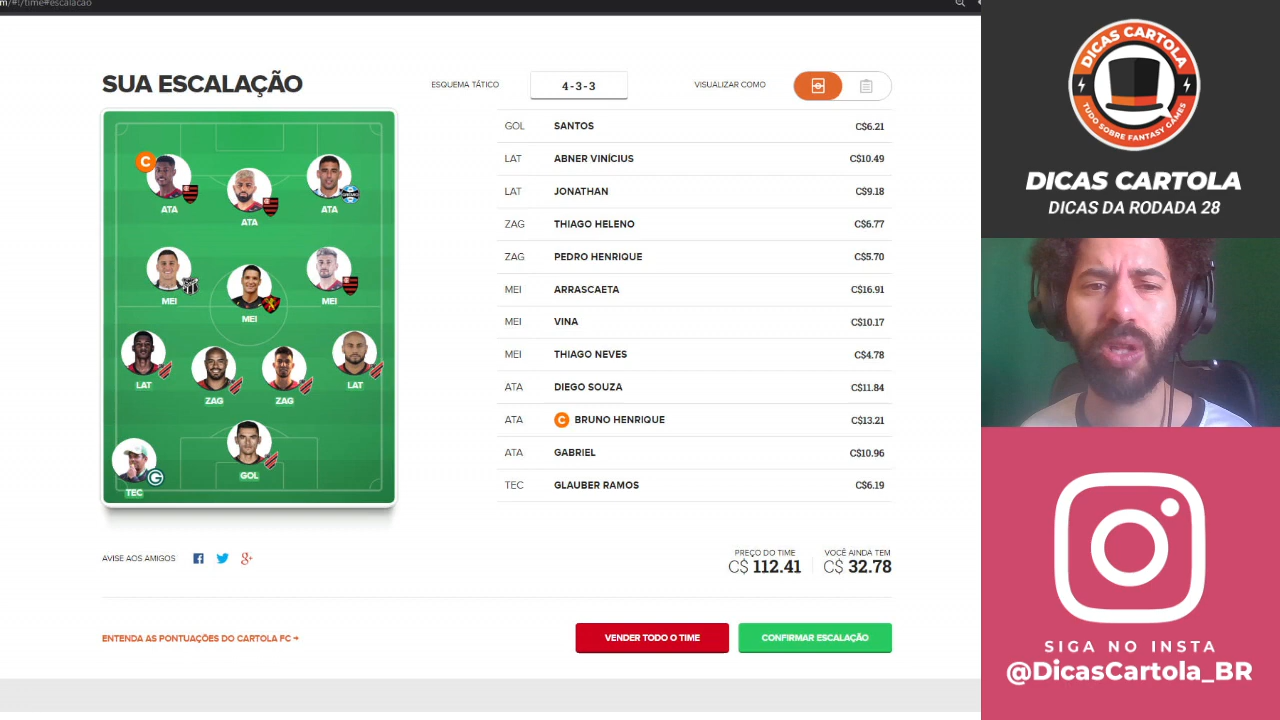 m/#!/time#escalacao
SUA ESCALAÇÃO
ESQUEMA TÁTICO
4-3-3
VISUALIZAR COMO
C
ATA
ATA
ATA
MEI
MEI
MEI
LAT
ZAG
ZAG
LAT
GOL
TEC
GOL SANTOS C$6.21
LAT ABNER VINÍCIUS C$10.49
LAT JONATHAN C$9.18
ZAG THIAGO HELENO C$6.77
ZAG PEDRO HENRIQUE C$5.70
MEI ARRASCAETA C$16.91
MEI VINA C$10.17
MEI THIAGO NEVES C$4.78
ATA DIEGO SOUZA C$11.84
ATA C BRUNO HENRIQUE C$13.21
ATA GABRIEL C$10.96
TEC GLAUBER RAMOS C$6.19
AVISE AOS AMIGOS
PREÇO DO TIME
C$ 112.41
VOCÊ AINDA TEM
C$ 32.78
ENTENDA AS PONTUAÇÕES DO CARTOLA FC
VENDER TODO O TIME
CONFIRMAR ESCALAÇÃO
DICAS CARTOLA
TUDO SOBRE FANTASY GAMES
DICAS CARTOLA
DICAS DA RODADA 28
SIGA NO INSTA
@DicasCartola_BR